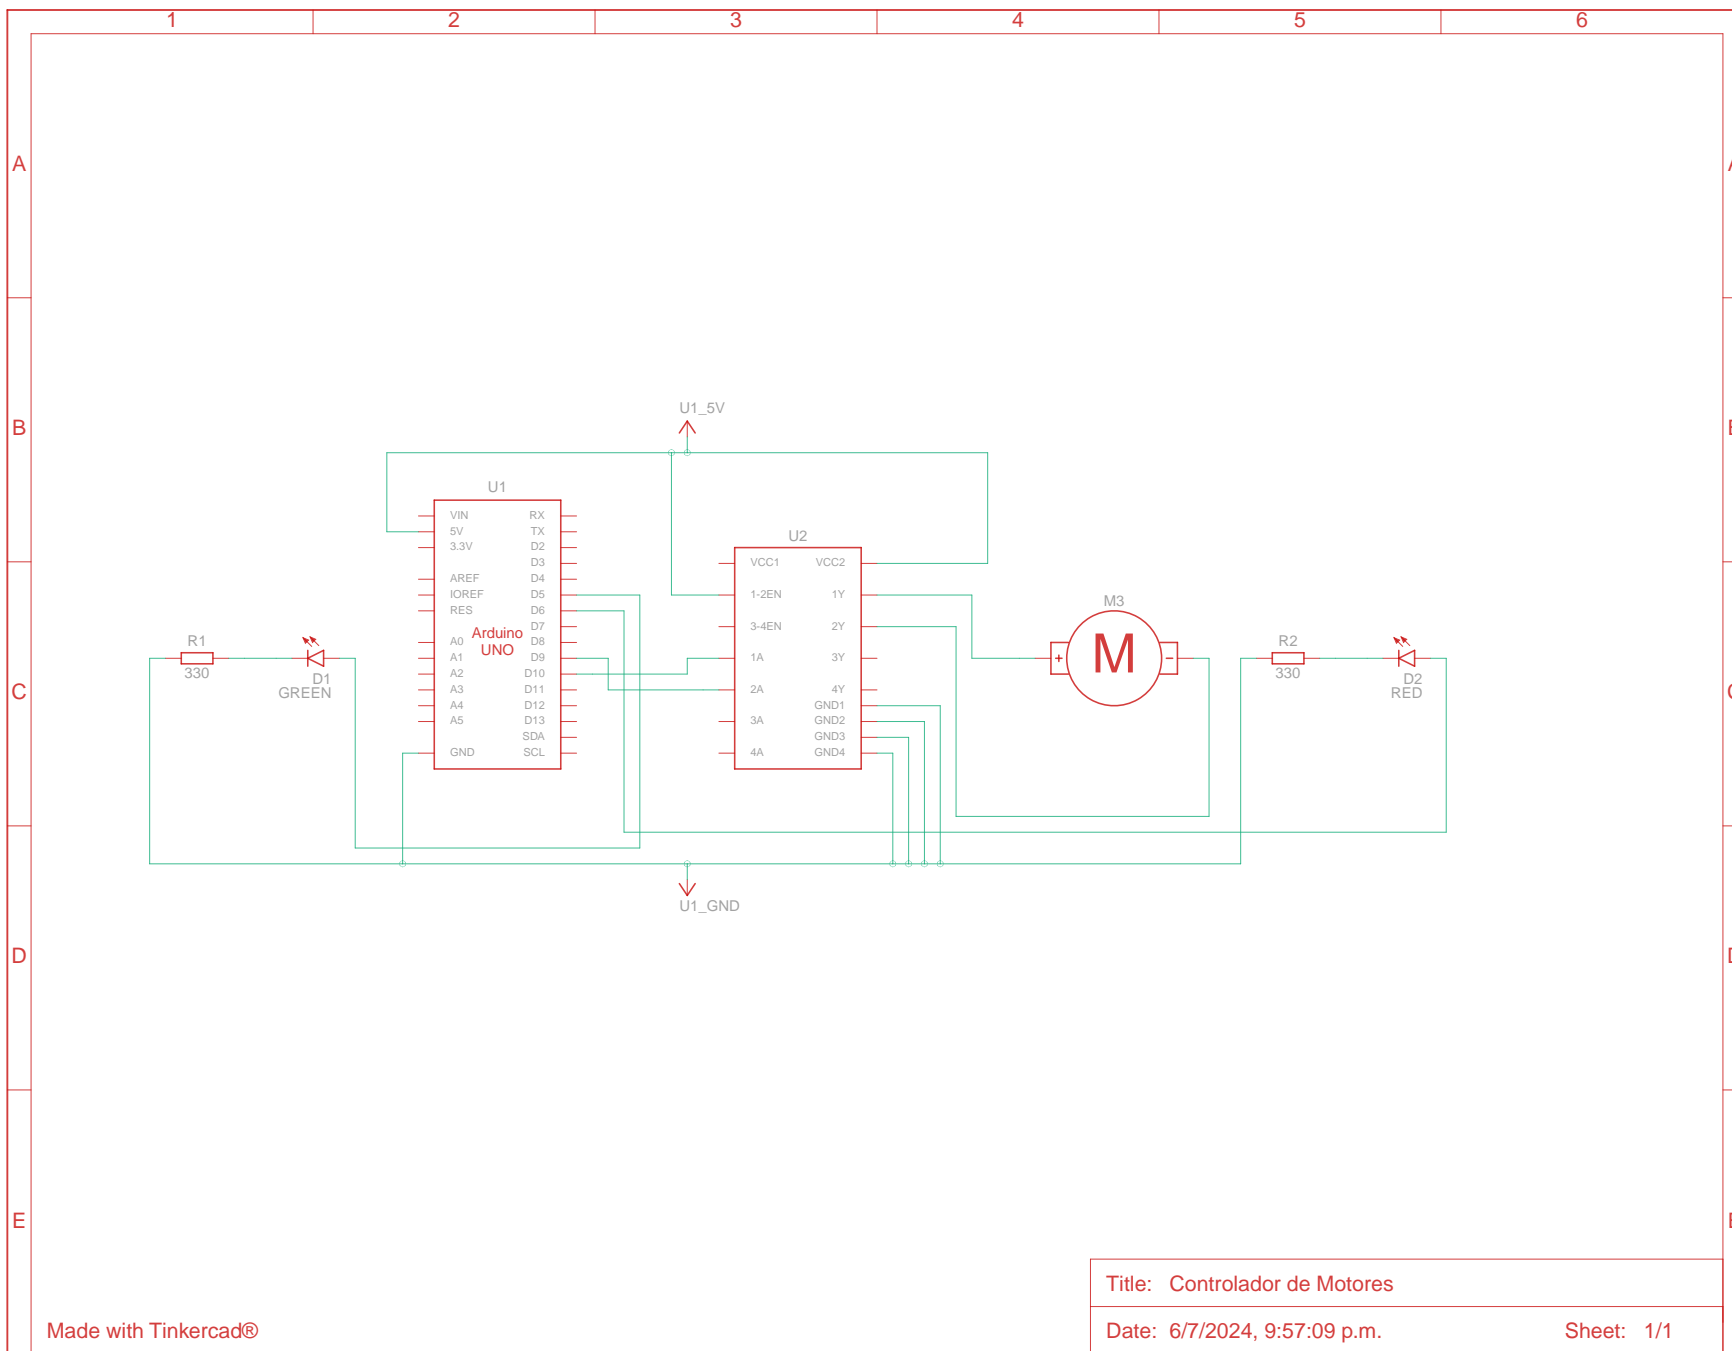 1 2 3 4 5 6
A
B
U1_5V
U1
VIN RX
5V TX
3.3V D2
D3
AREF D4
IOREF D5
RES D6
D7
A0 D8
A1 D9
A2 D10
A3 D11
A4 D12
A5 D13
SDA
GND SCL
Arduino
UNO
U2
VCC1 VCC2
1-2EN 1Y
3-4EN 2Y
1A 3Y
2A 4Y
GND1
3A GND2
GND3
4A GND4
M3
+ M -
R1
330
D1
GREEN
R2
330
D2
RED
C
U1_GND
D
E
Title: Controlador de Motores
Date: 6/7/2024, 9:57:09 p.m. Sheet: 1/1
Made with Tinkercad®